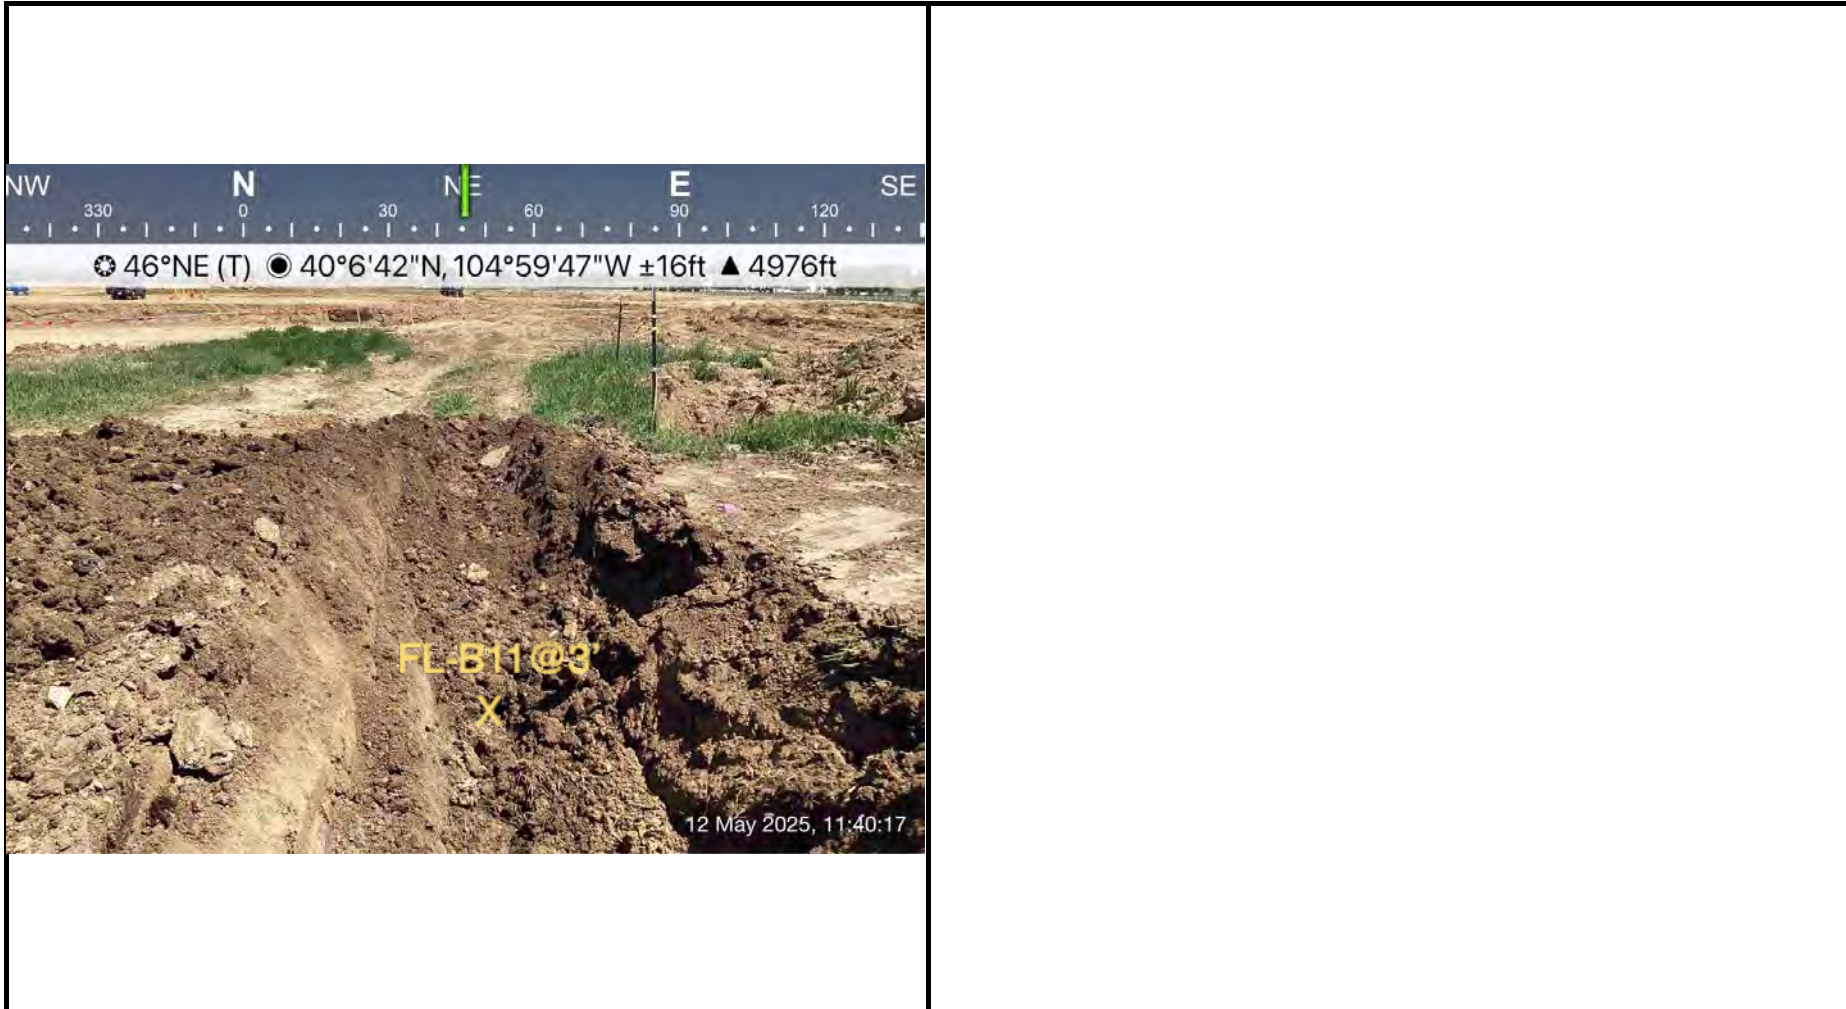 NW N NE E SE
330 0 30 60 90 120
46°NE (T) 40°6'42"N, 104°59'47"W ±16ft ▲ 4976ft
FL-B11@3'
X
12 May 2025, 11:40:17